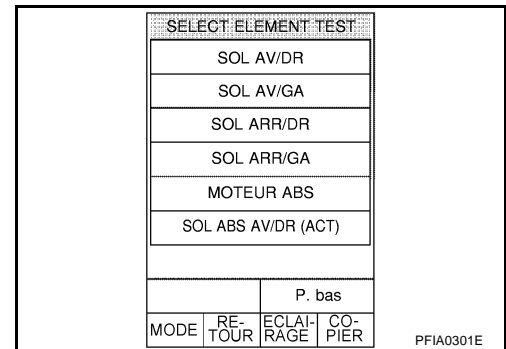 SELECT ELEMENT TEST
SOL AV/DR
SOL AV/GA
SOL ARR/DR
SOL ARR/GA
MOTEUR ABS
SOL ABS AV/DR (ACT)
P. bas
MODE RE-TOUR ECLAI-RAGE CO-PIER
PFIA0301E